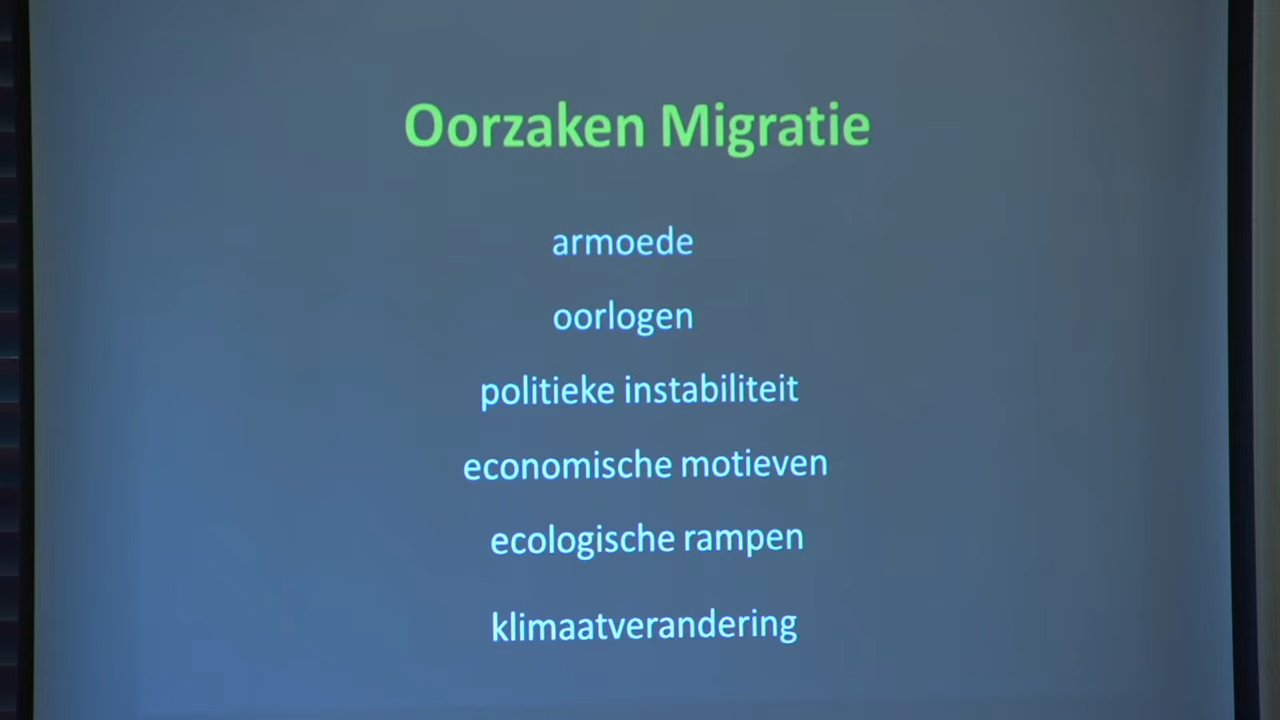 Oorzaken Migratie
armoede
oorlogen
politieke instabiliteit
economische motieven
ecologische rampen
klimaatverandering